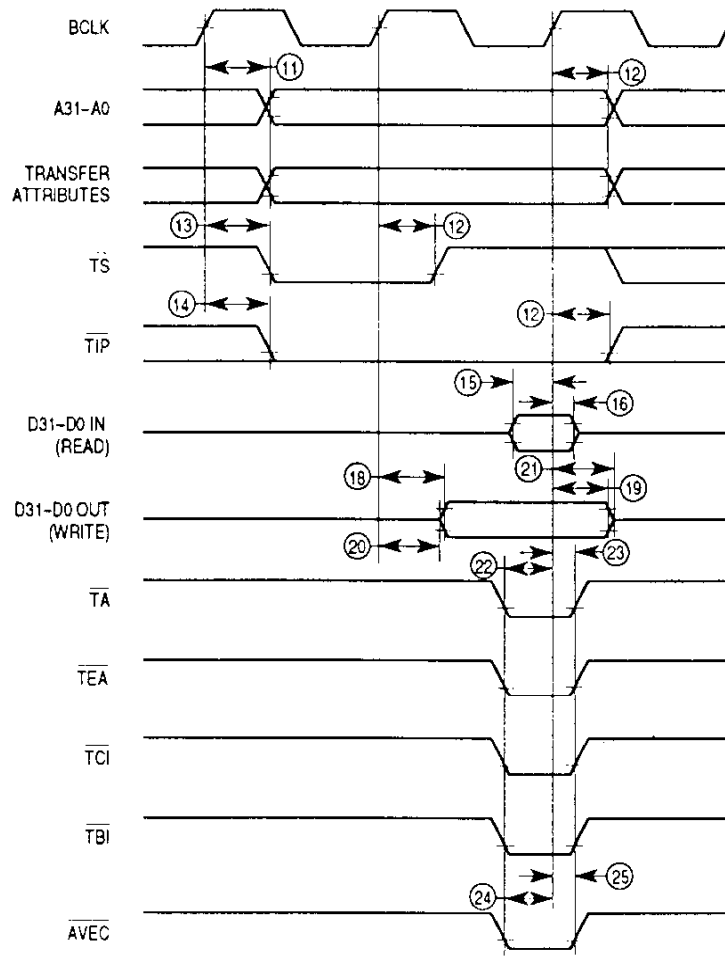 BCLK
11
12
A31-A0
TRANSFER
ATTRIBUTES
13
12
TS
14
12
TIP
15
16
D31-D0 IN
(READ)
21
18
19
D31-D0 OUT
(WRITE)
20
22
23
TA
TEA
TCI
TBI
24
25
AVEC